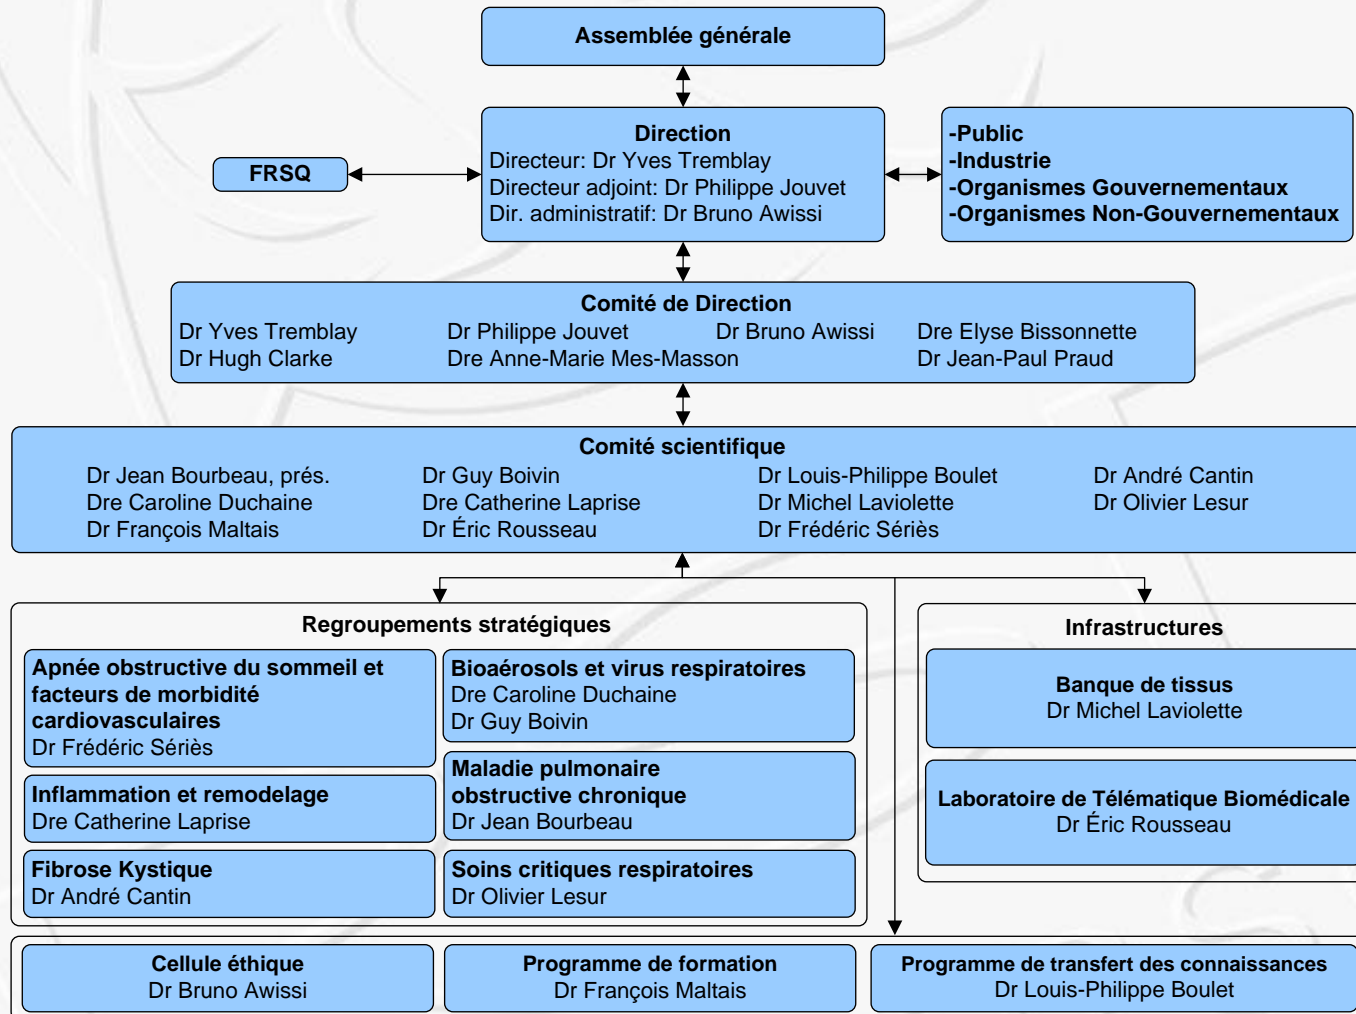 Assemblée générale
Direction
Directeur: Dr Yves Tremblay
Directeur adjoint: Dr Philippe Jouvet
Dir. administratif: Dr Bruno Awissi
FRSQ
-Public
-Industrie
-Organismes Gouvernementaux
-Organismes Non-Gouvernementaux
Comité de Direction
Dr Yves Tremblay Dr Philippe Jouvet Dr Bruno Awissi Dre Elyse Bissonnette
Dr Hugh Clarke Dre Anne-Marie Mes-Masson Dr Jean-Paul Praud
Comité scientifique
Dr Jean Bourbeau, prés. Dr Guy Boivin Dr Louis-Philippe Boulet Dr André Cantin
Dre Caroline Duchaine Dre Catherine Laprise Dr Michel Laviolette Dr Olivier Lesur
Dr François Maltais Dr Éric Rousseau Dr Frédéric Sériès
Regroupements stratégiques
Apnée obstructive du sommeil et
facteurs de morbidité
cardiovasculaires
Dr Frédéric Sériès
Inflammation et remodelage
Dre Catherine Laprise
Fibrose Kystique
Dr André Cantin
Bioaérosols et virus respiratoires
Dre Caroline Duchaine
Dr Guy Boivin
Maladie pulmonaire
obstructive chronique
Dr Jean Bourbeau
Soins critiques respiratoires
Dr Olivier Lesur
Infrastructures
Banque de tissus
Dr Michel Laviolette
Laboratoire de Télématique Biomédicale
Dr Éric Rousseau
Cellule éthique
Dr Bruno Awissi
Programme de formation
Dr François Maltais
Programme de transfert des connaissances
Dr Louis-Philippe Boulet